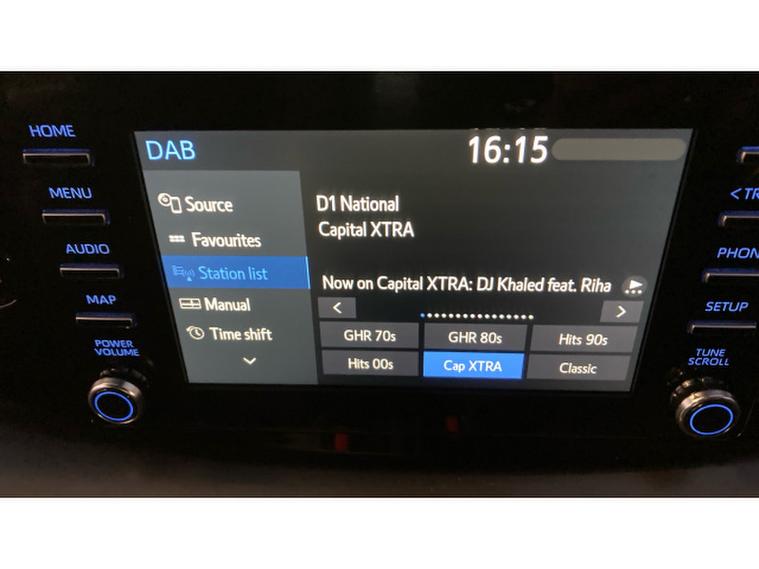 HOME
MENU
AUDIO
MAP
POWER
VOLUME
DAB
16:15
Source
Favourites
Station list
Manual
Time shift
D1 National
Capital XTRA
Now on Capital XTRA: DJ Khaled feat. Riha
GHR 70s
GHR 80s
Hits 90s
Hits 00s
Cap XTRA
Classic
< TR
PHON
SETUP
TUNE
SCROLL